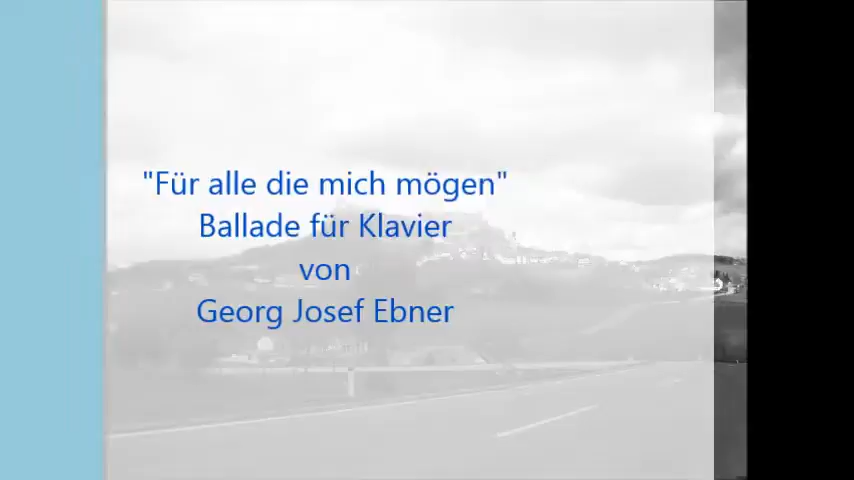 "Für alle die mich mögen"
Ballade für Klavier
von
Georg Josef Ebner